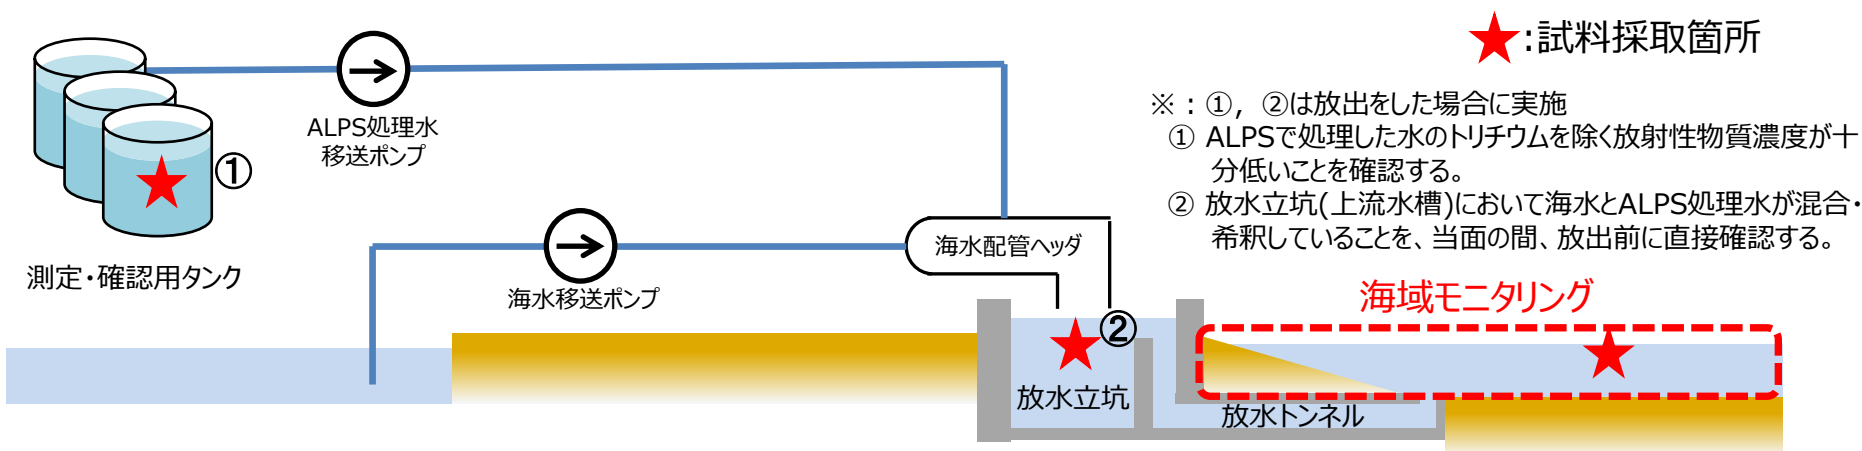 ★:試料採取箇所
※:①,②は放出をした場合に実施
① ALPSで処理した水のトリチウムを除く放射性物質濃度が十
分低いことを確認する。
② 放水立坑(上流水槽)において海水とALPS処理水が混合・
希釈していることを、当面の間、放出前に直接確認する。
ALPS処理水
移送ポンプ
①
測定・確認用タンク
海水配管ヘッダ
海水移送ポンプ
海域モニタリング
②
放水立坑
放水トンネル